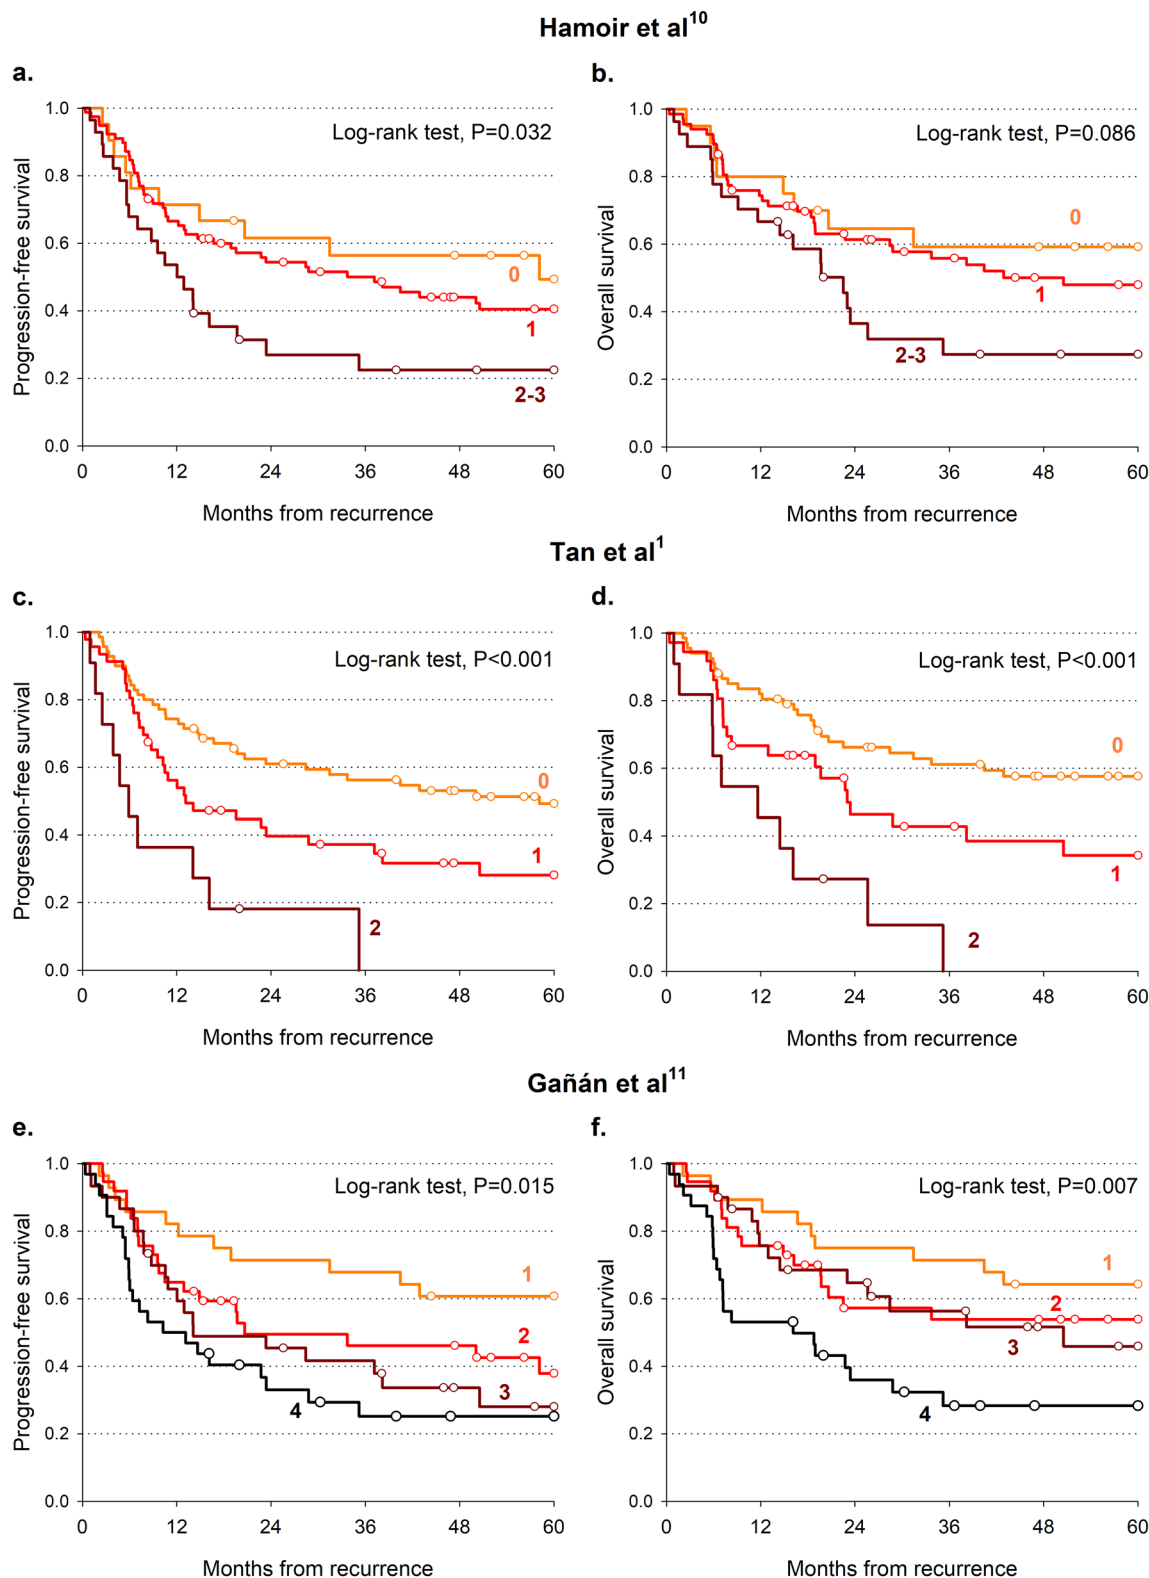 Hamoir et al10
a.
1.0
0.8
0.6
0.4
0.2
0.0
Progression-free survival
Log-rank test, P=0.032
0
1
2-3
0 12 24 36 48 60
Months from recurrence
b.
1.0
0.8
0.6
0.4
0.2
0.0
Overall survival
Log-rank test, P=0.086
0
1
2-3
0 12 24 36 48 60
Months from recurrence
Tan et al1
c.
1.0
0.8
0.6
0.4
0.2
0.0
Progression-free survival
Log-rank test, P<0.001
0
1
2
0 12 24 36 48 60
Months from recurrence
d.
1.0
0.8
0.6
0.4
0.2
0.0
Overall survival
Log-rank test, P<0.001
0
1
2
0 12 24 36 48 60
Months from recurrence
Gañán et al11
e.
1.0
0.8
0.6
0.4
0.2
0.0
Progression-free survival
Log-rank test, P=0.015
1
2
3
4
0 12 24 36 48 60
Months from recurrence
f.
1.0
0.8
0.6
0.4
0.2
0.0
Overall survival
Log-rank test, P=0.007
1
2
3
4
0 12 24 36 48 60
Months from recurrence